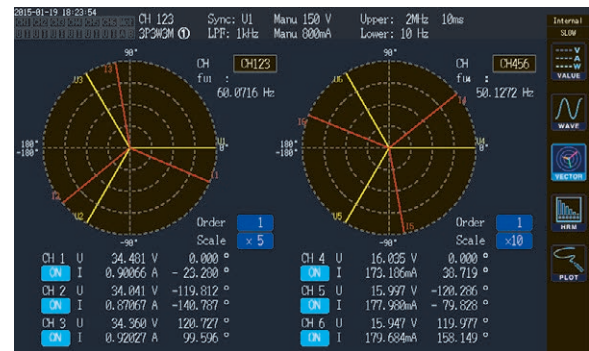 2015-01-19 18:23:54
CH 123 Sync: U1 Manu 150 V Upper: 2MHz 10ms
3P3W3M ① LPF: 1kHz Manu 800mA Lower: 10 Hz
Internal
SLOW
VALUE
WAVE
VECTOR
HRM
PLOT
90°
CH CH123
fU1 :
60.0716 Hz
U3
I3
180°
-180°
U1
0°
I1
I2
U2
-90°
Order 1
Scale ×5
90°
CH CH456
fU4 :
50.1272 Hz
U6
I4
I6
180°
-180°
U4
0°
U5
I5
-90°
Order 1
Scale ×10
CH 1 U 34.481 V 0.000 °
ON I 0.90066 A - 23.280 °
CH 2 U 34.041 V -119.812 °
ON I 0.87067 A -140.787 °
CH 3 U 34.360 V 120.727 °
ON I 0.92027 A 99.596 °
CH 4 U 16.035 V 0.000 °
ON I 173.186mA 38.719 °
CH 5 U 15.997 V -120.286 °
ON I 177.980mA - 79.828 °
CH 6 U 15.947 V 119.977 °
ON I 179.684mA 158.149 °